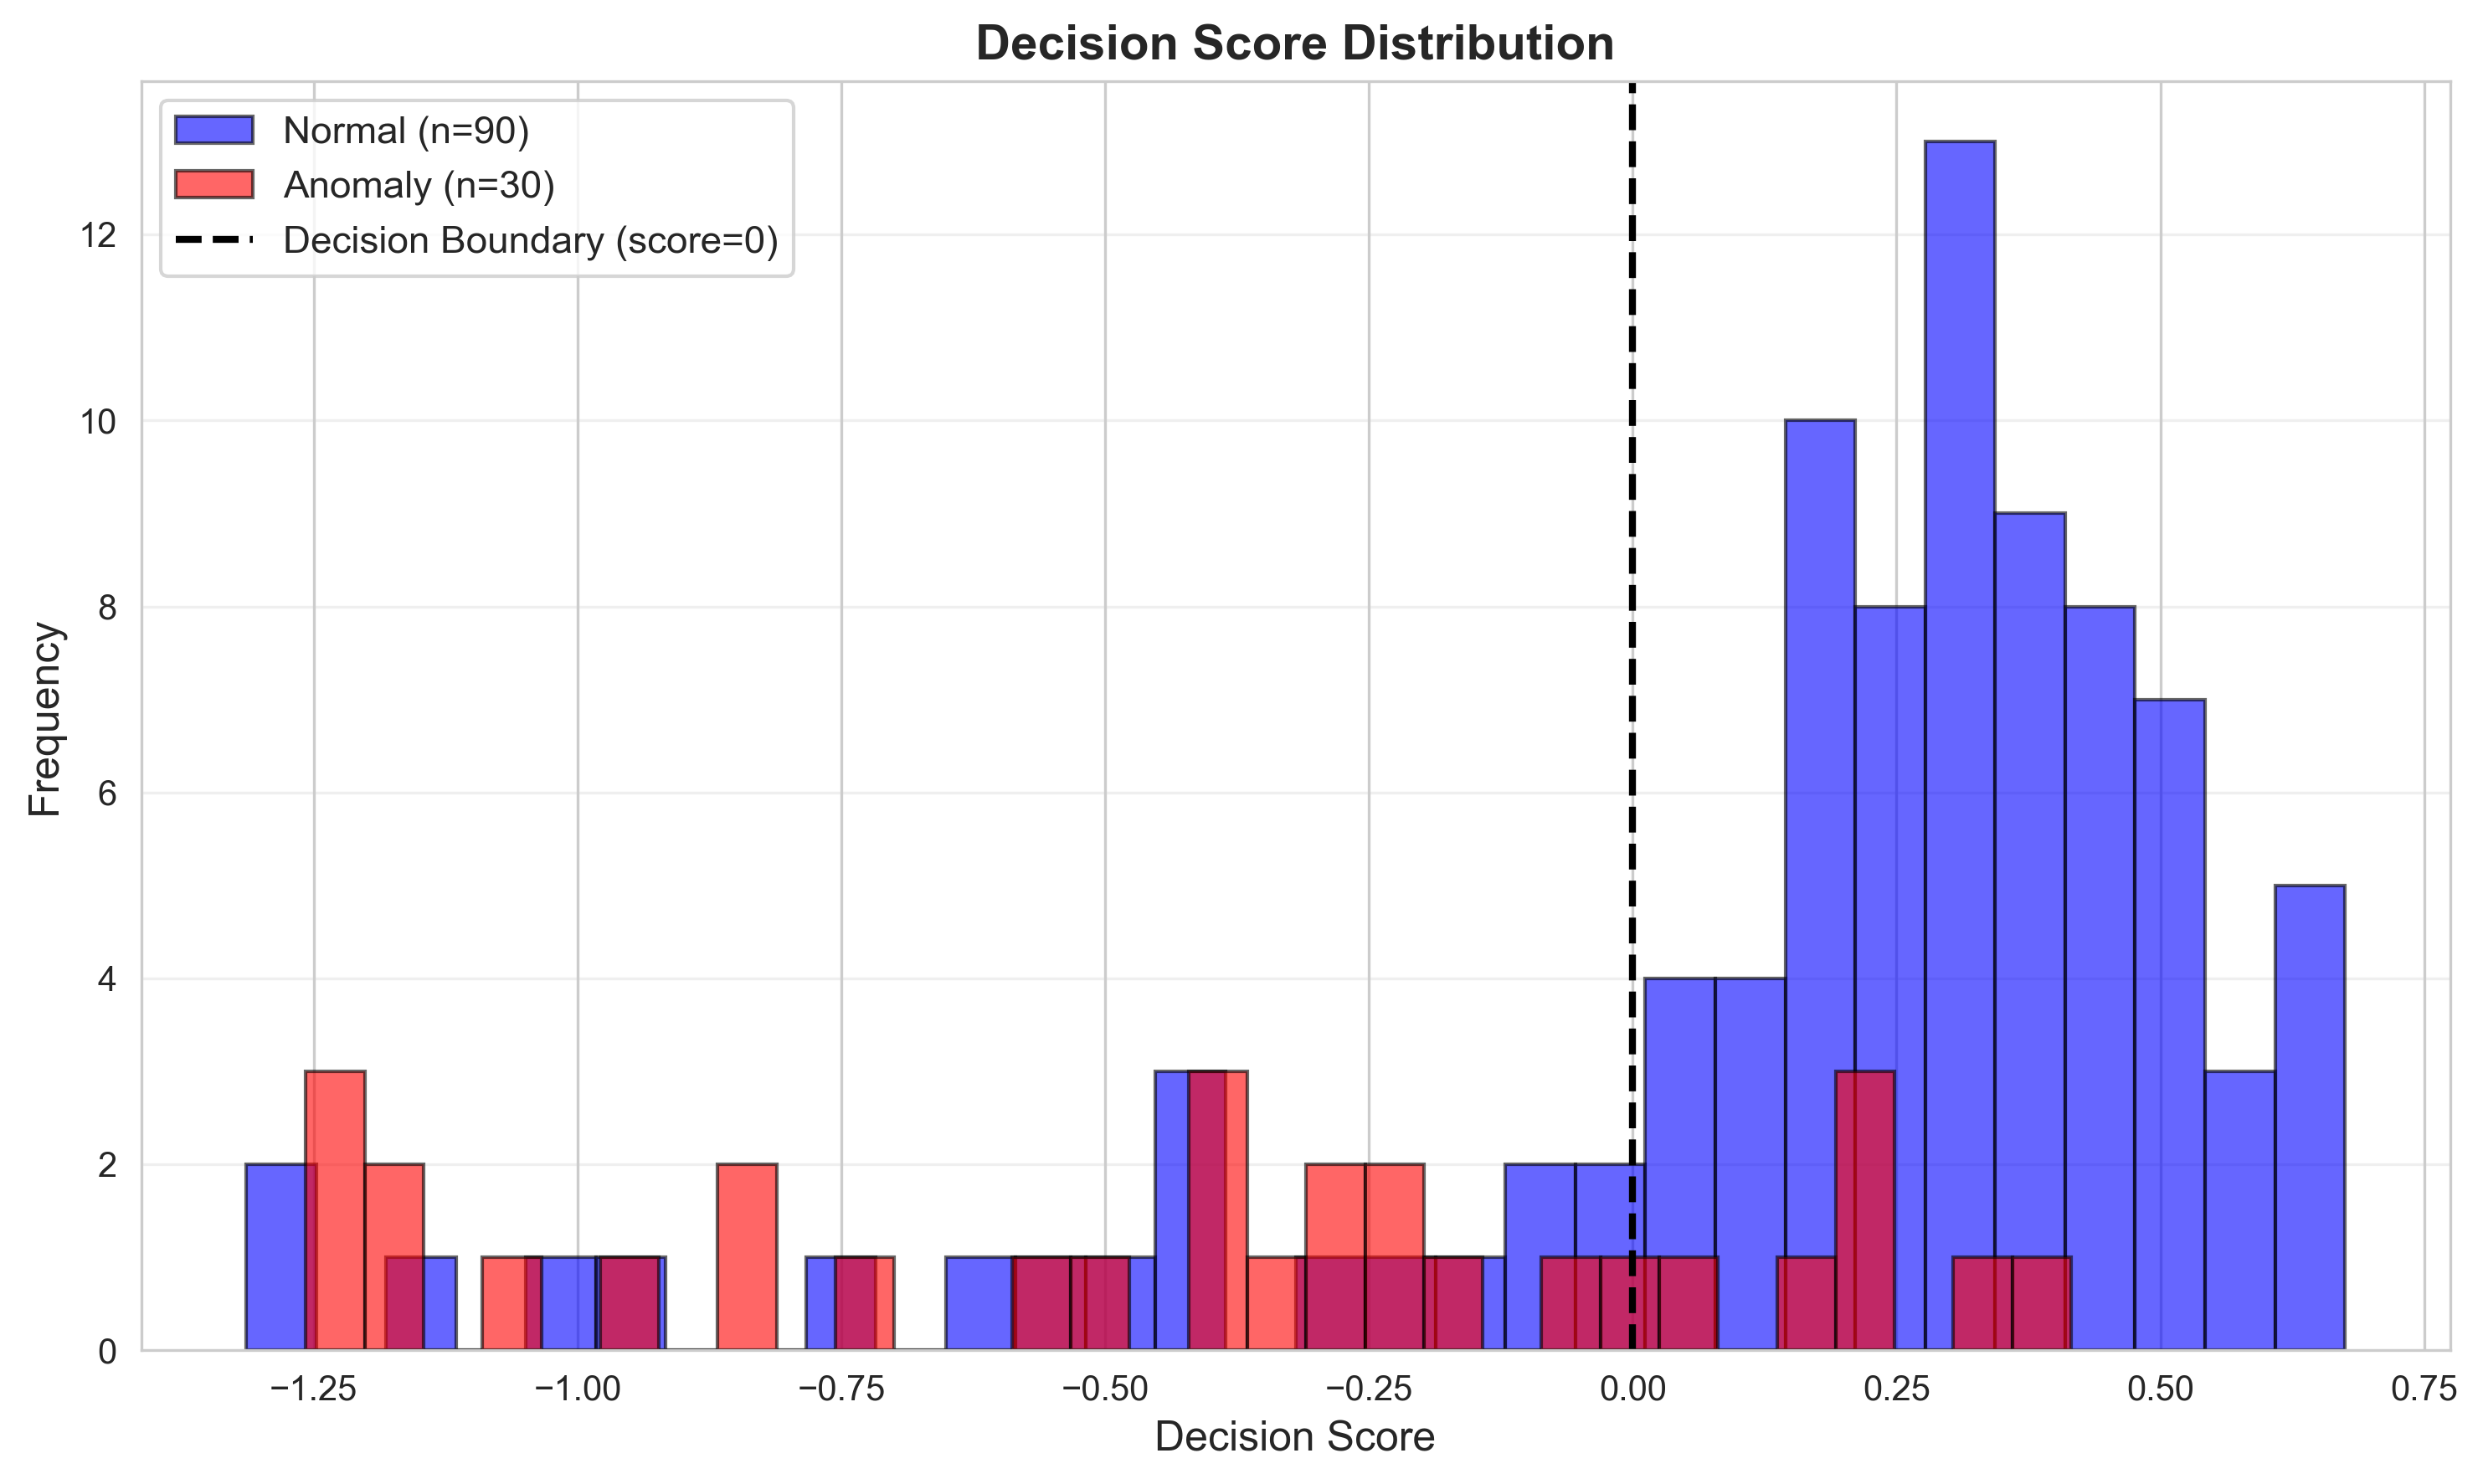 Decision Score Distribution
Normal (n=90)
Anomaly (n=30)
Decision Boundary (score=0)
Frequency
12
10
8
6
4
2
0
−1.25 −1.00 −0.75 −0.50 −0.25 0.00 0.25 0.50 0.75
Decision Score